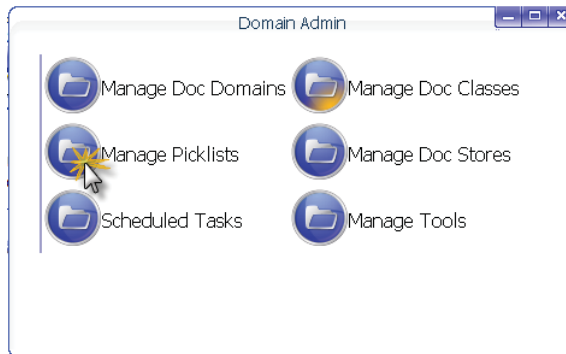 Domain Admin
Manage Doc Domains Manage Doc Classes
Manage Picklists Manage Doc Stores
Scheduled Tasks Manage Tools